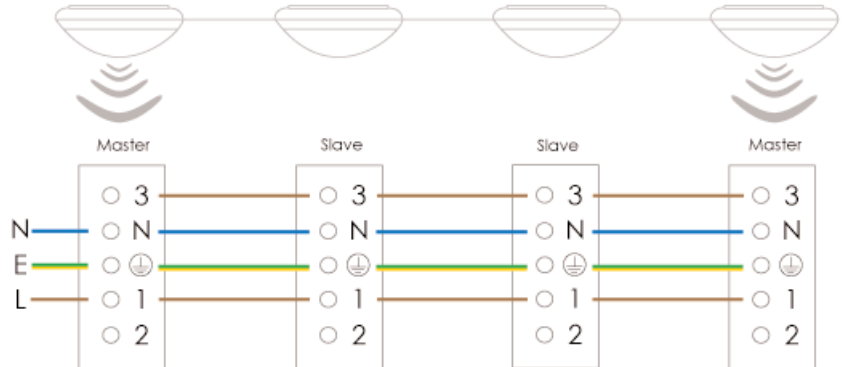 Master Slave Slave Master
3 3 3 3
N N N N N
E
L 1 1 1 1
2 2 2 2